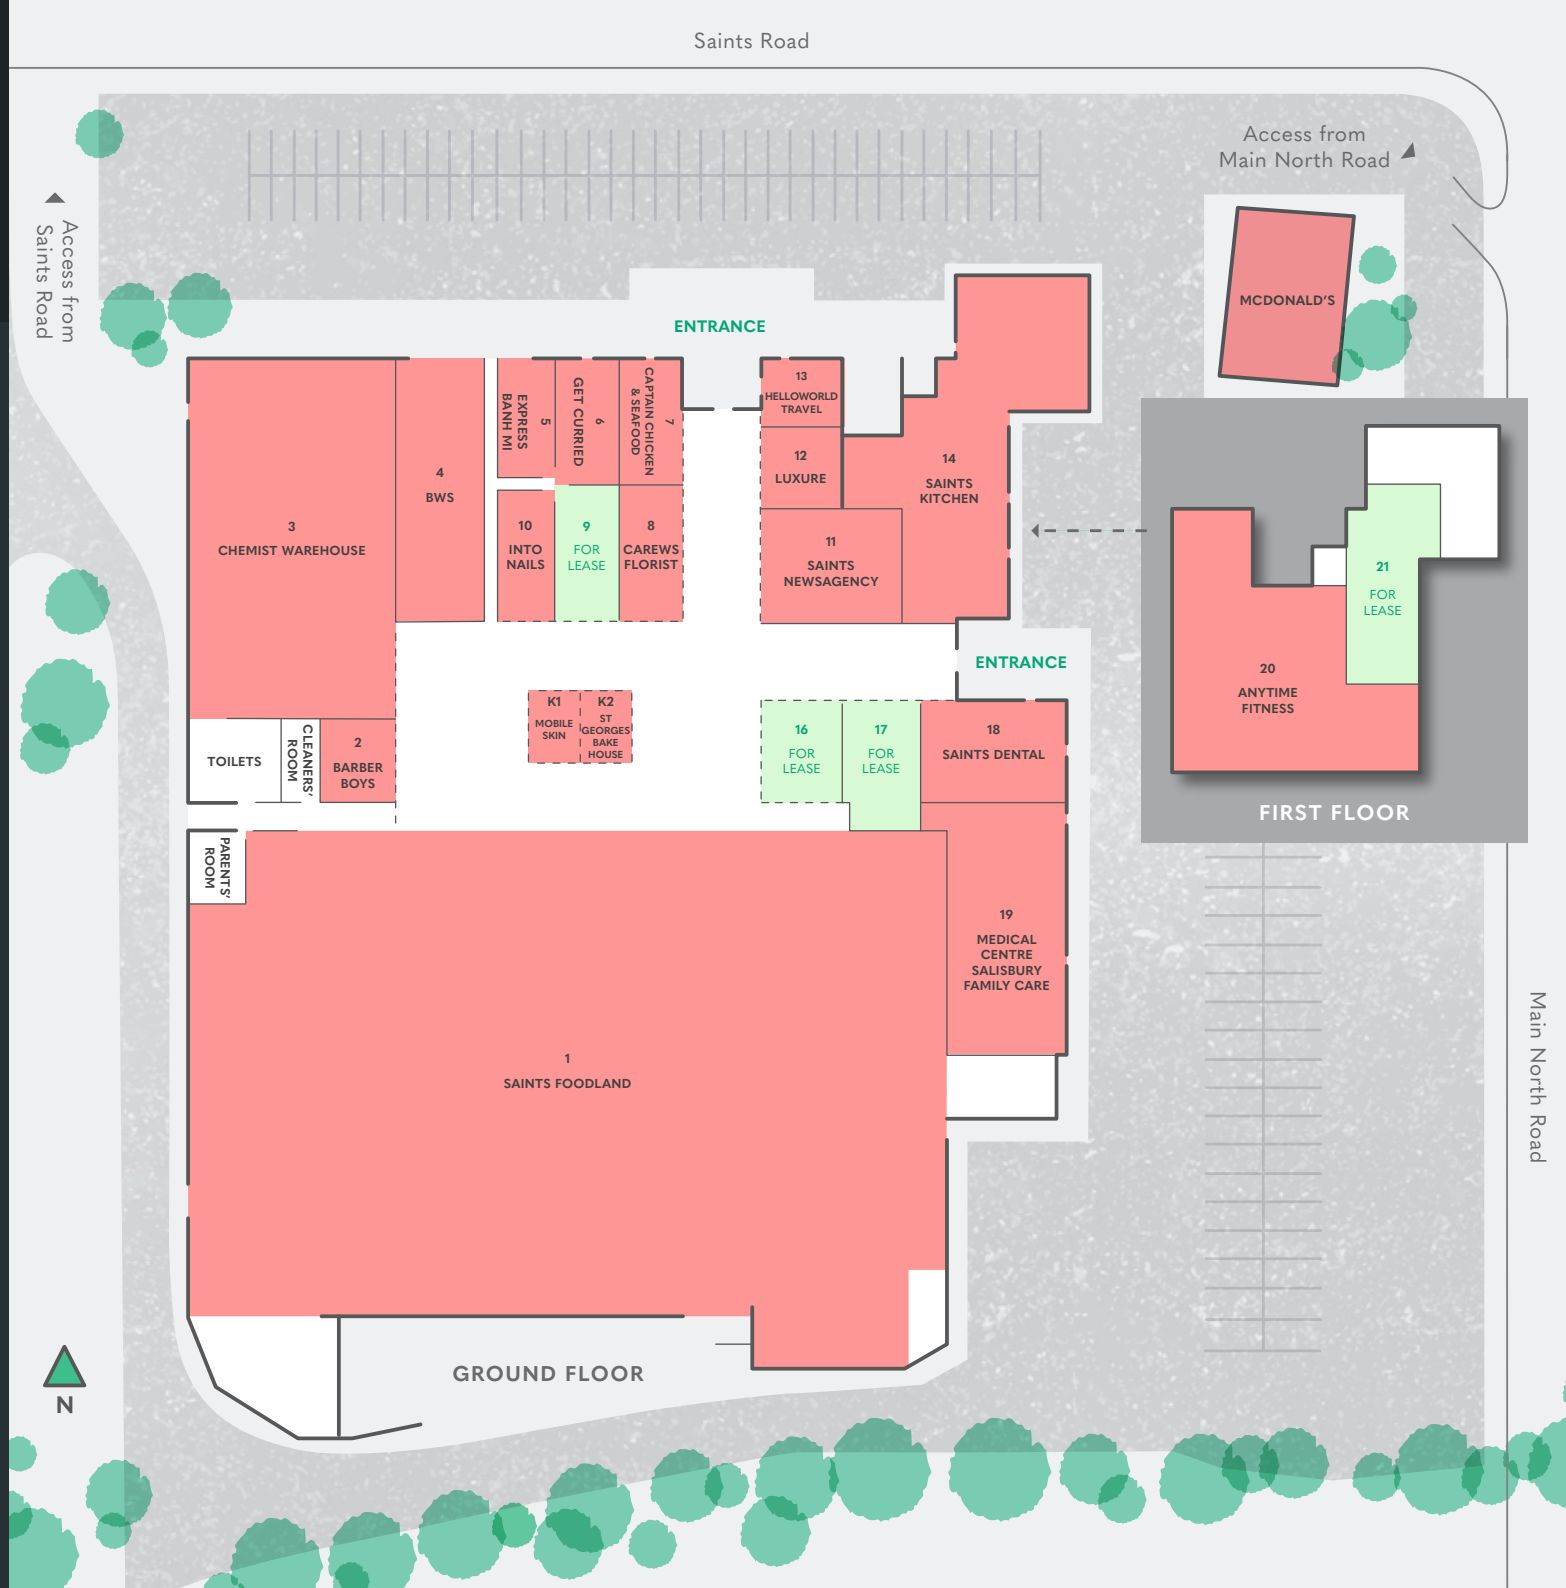 Saints Road
Access from
Main North Road
Access from
Saints Road
MCDONALD'S
ENTRANCE
3
CHEMIST WAREHOUSE
4
BWS
5
EXPRESS
BANH MI
6
GET CURRIED
7
CAPTAIN CHICKEN
& SEAFOOD
13
HELLOWORLD
TRAVEL
12
LUXURE
14
SAINTS
KITCHEN
10
INTO
NAILS
9
FOR
LEASE
8
CAREWS
FLORIST
11
SAINTS
NEWSAGENCY
ENTRANCE
21
FOR
LEASE
20
ANYTIME
FITNESS
FIRST FLOOR
K1
MOBILE
SKIN
K2
ST
GEORGES
BAKE
HOUSE
TOILETS
CLEANERS'
ROOM
2
BARBER
BOYS
16
FOR
LEASE
17
FOR
LEASE
18
SAINTS DENTAL
PARENTS'
ROOM
19
MEDICAL
CENTRE
SALISBURY
FAMILY CARE
1
SAINTS FOODLAND
Main North Road
GROUND FLOOR
N